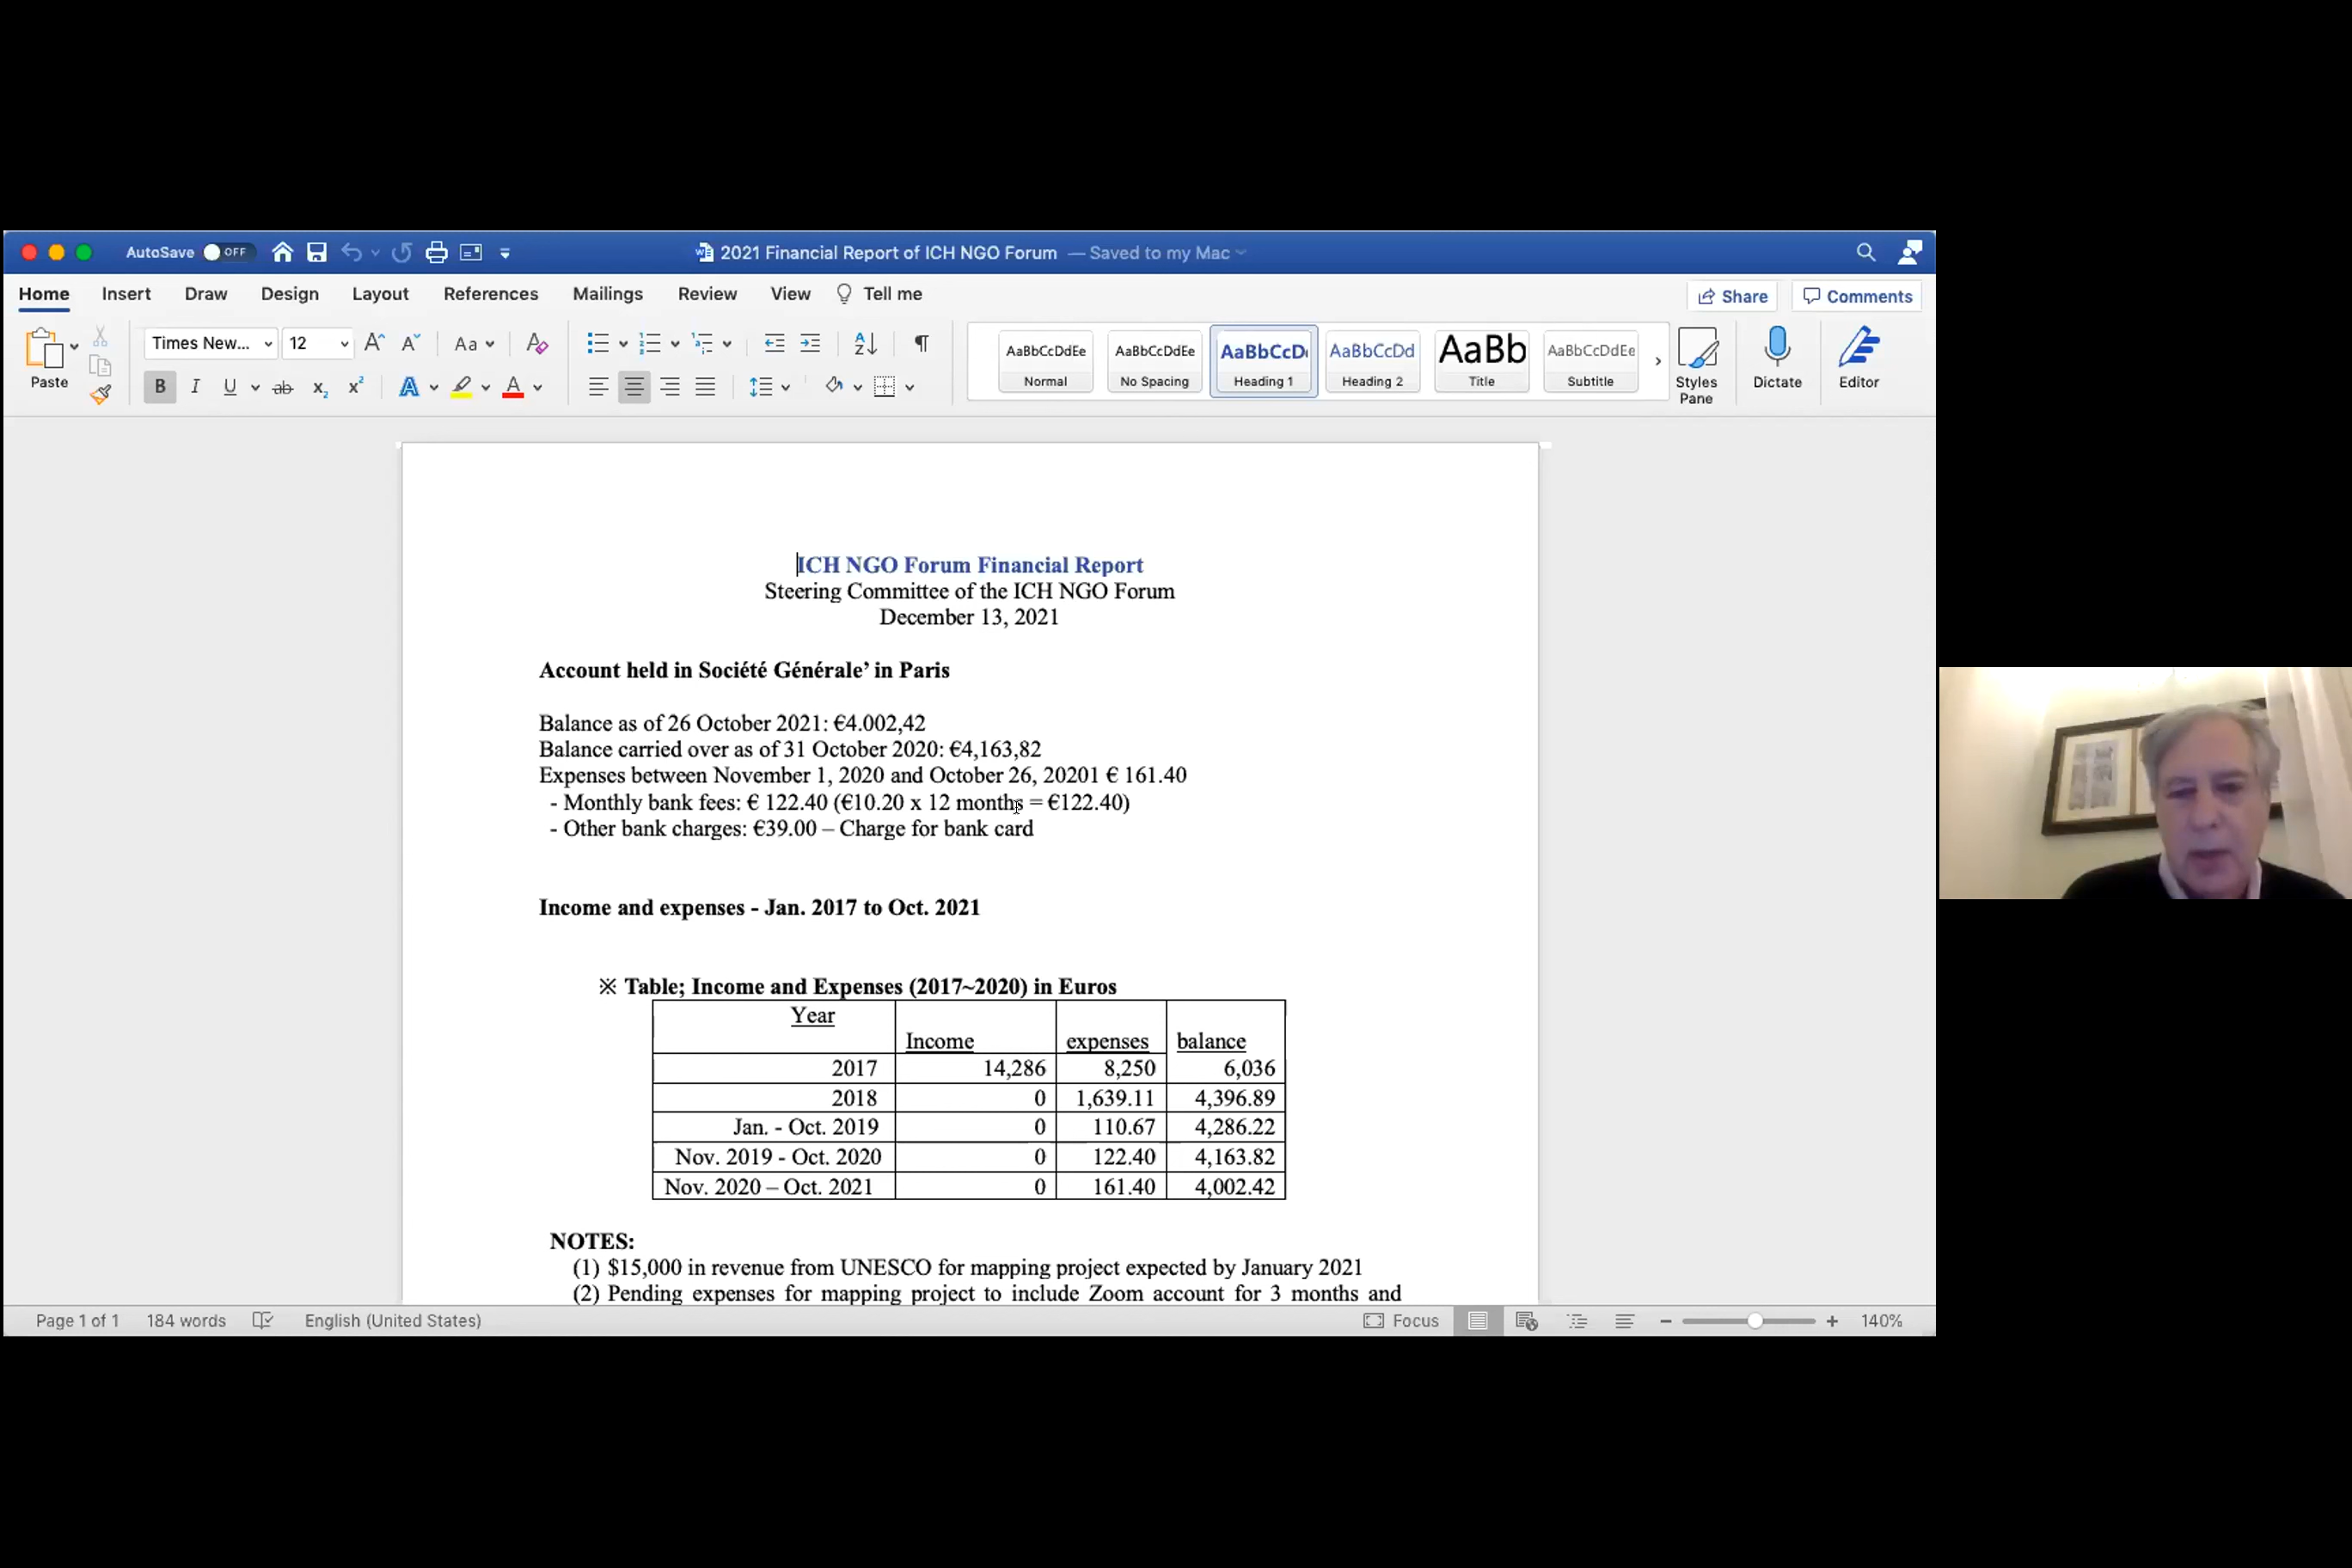 AutoSave OFF 2021 Financial Report of ICH NGO Forum — Saved to my Mac
Home Insert Draw Design Layout References Mailings Review View Tell me Share Comments
Paste Times New... 12 Aa
AaBbCcDdEe AaBbCcDdEe AaBbCcD AaBbCcDd AaBb AaBbCcDdEe
Normal No Spacing Heading 1 Heading 2 Title Subtitle Styles Pane Dictate Editor
ICH NGO Forum Financial Report
Steering Committee of the ICH NGO Forum
December 13, 2021
Account held in Société Générale’ in Paris
Balance as of 26 October 2021: €4.002,42
Balance carried over as of 31 October 2020: €4,163,82
Expenses between November 1, 2020 and October 26, 20201 € 161.40
- Monthly bank fees: € 122.40 (€10.20 x 12 months = €122.40)
- Other bank charges: €39.00 – Charge for bank card
Income and expenses - Jan. 2017 to Oct. 2021
※ Table; Income and Expenses (2017~2020) in Euros
Year Income expenses balance
2017 14,286 8,250 6,036
2018 0 1,639.11 4,396.89
Jan. - Oct. 2019 0 110.67 4,286.22
Nov. 2019 - Oct. 2020 0 122.40 4,163.82
Nov. 2020 – Oct. 2021 0 161.40 4,002.42
NOTES:
(1) $15,000 in revenue from UNESCO for mapping project expected by January 2021
(2) Pending expenses for mapping project to include Zoom account for 3 months and
Page 1 of 1 184 words English (United States) Focus 140%